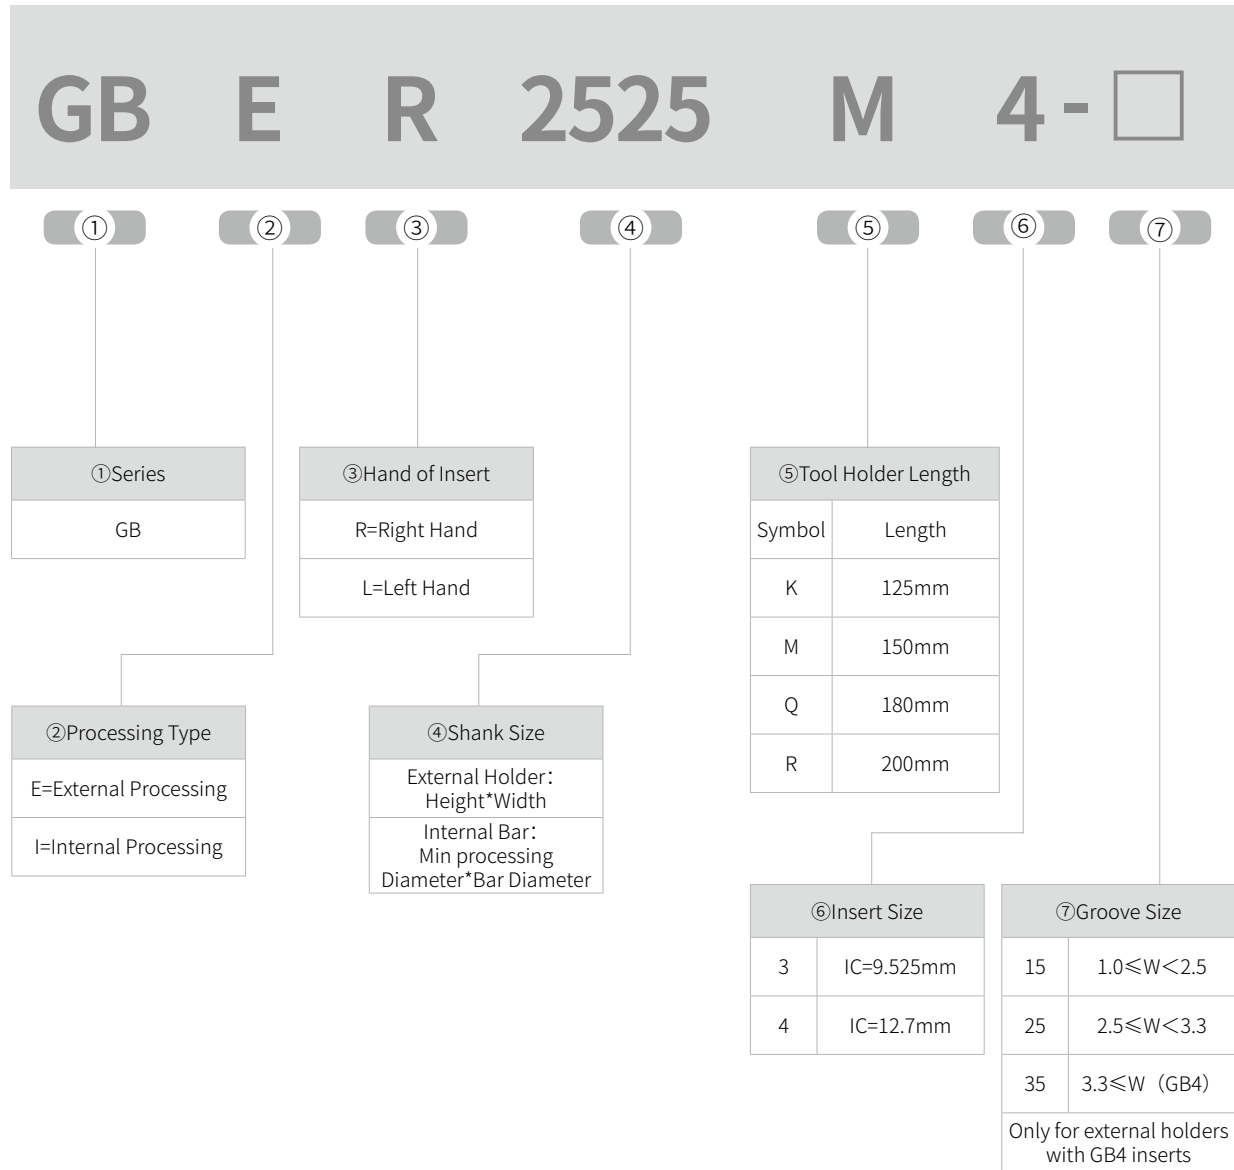 GB E R 2525 M 4-□
① ② ③ ④ ⑤ ⑥ ⑦
①Series
GB
③Hand of Insert
R=Right Hand
L=Left Hand
⑤Tool Holder Length
Symbol Length
K 125mm
M 150mm
Q 180mm
R 200mm
②Processing Type
E=External Processing
I=Internal Processing
④Shank Size
External Holder：
Height*Width
Internal Bar：
Min processing
Diameter*Bar Diameter
⑥Insert Size
3 IC=9.525mm
4 IC=12.7mm
⑦Groove Size
15 1.0≤W＜2.5
25 2.5≤W＜3.3
35 3.3≤W（GB4）
Only for external holders
with GB4 inserts